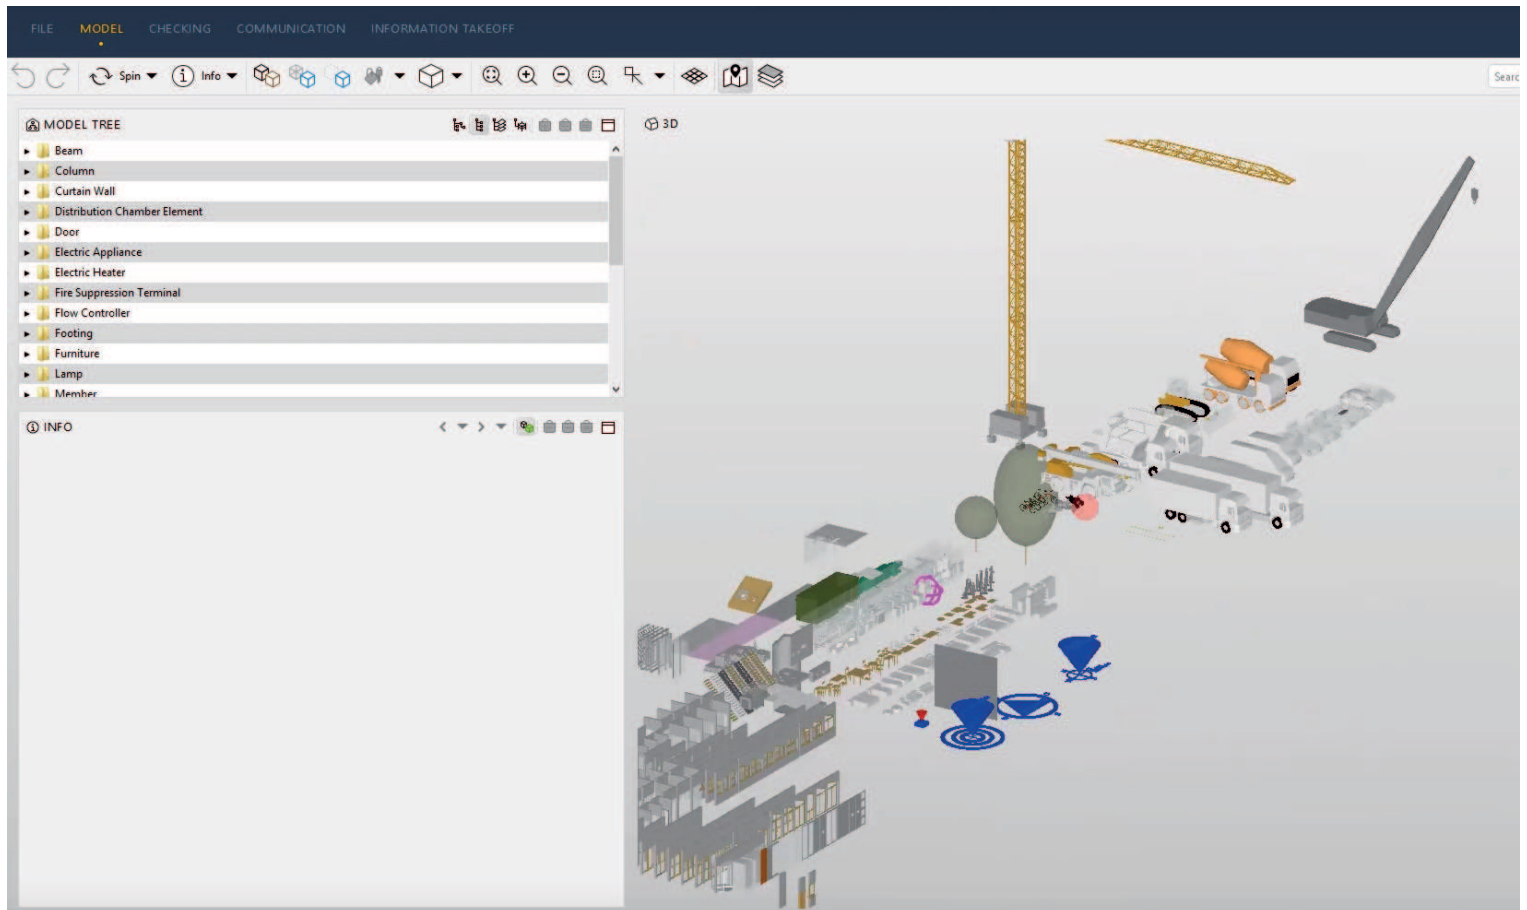 FILE MODEL CHECKING COMMUNICATION INFORMATION TAKEOFF
Spin Info Searc
MODEL TREE
3D
Beam
Column
Curtain Wall
Distribution Chamber Element
Door
Electric Appliance
Electric Heater
Fire Suppression Terminal
Flow Controller
Footing
Furniture
Lamp
Member
INFO